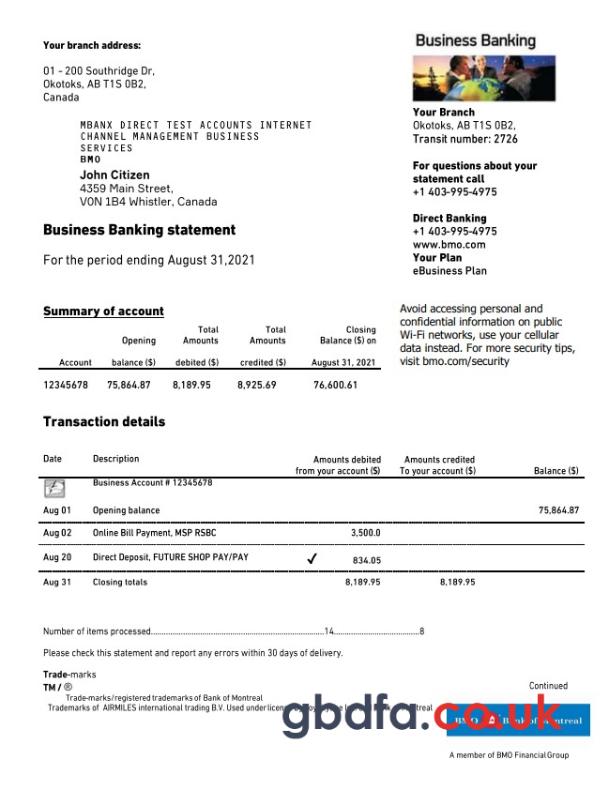 Your branch address:
01 - 200 Southridge Dr,
Okotoks, AB T1S 0B2,
Canada
MBANX DIRECT TEST ACCOUNTS INTERNET
CHANNEL MANAGEMENT BUSINESS
SERVICES
BMO
John Citizen
4359 Main Street,
V0N 1B4 Whistler, Canada
Business Banking statement
For the period ending August 31,2021
Business Banking
Your Branch
Okotoks, AB T1S 0B2,
Transit number: 2726
For questions about your
statement call
+1 403-995-4975
Direct Banking
+1 403-995-4975
www.bmo.com
Your Plan
eBusiness Plan
Summary of account
Opening Total Amounts Total Amounts Closing Balance ($) on
Account balance ($) debited ($) credited ($) August 31, 2021
12345678 75,864.87 8,189.95 8,925.69 76,600.61
Avoid accessing personal and
confidential information on public
Wi-Fi networks, use your cellular
data instead. For more security tips,
visit bmo.com/security
Transaction details
Date Description Amounts debited Amounts credited
from your account ($) To your account ($) Balance ($)
Business Account # 12345678
Aug 01 Opening balance 75,864.87
Aug 02 Online Bill Payment, MSP RSBC 3,500.0
Aug 20 Direct Deposit, FUTURE SHOP PAY/PAY ✓ 834.05
Aug 31 Closing totals 8,189.95 8,189.95
Number of items processed.....14.....8
Please check this statement and report any errors within 30 days of delivery.
Trade-marks
TM / ®
Continued
Trade-marks/registered trademarks of Bank of Montreal
Trademarks of AIRMILES international trading B.V. Used under
gbdfa.co.uk
BMO Bank of Montreal
A member of BMO Financial Group